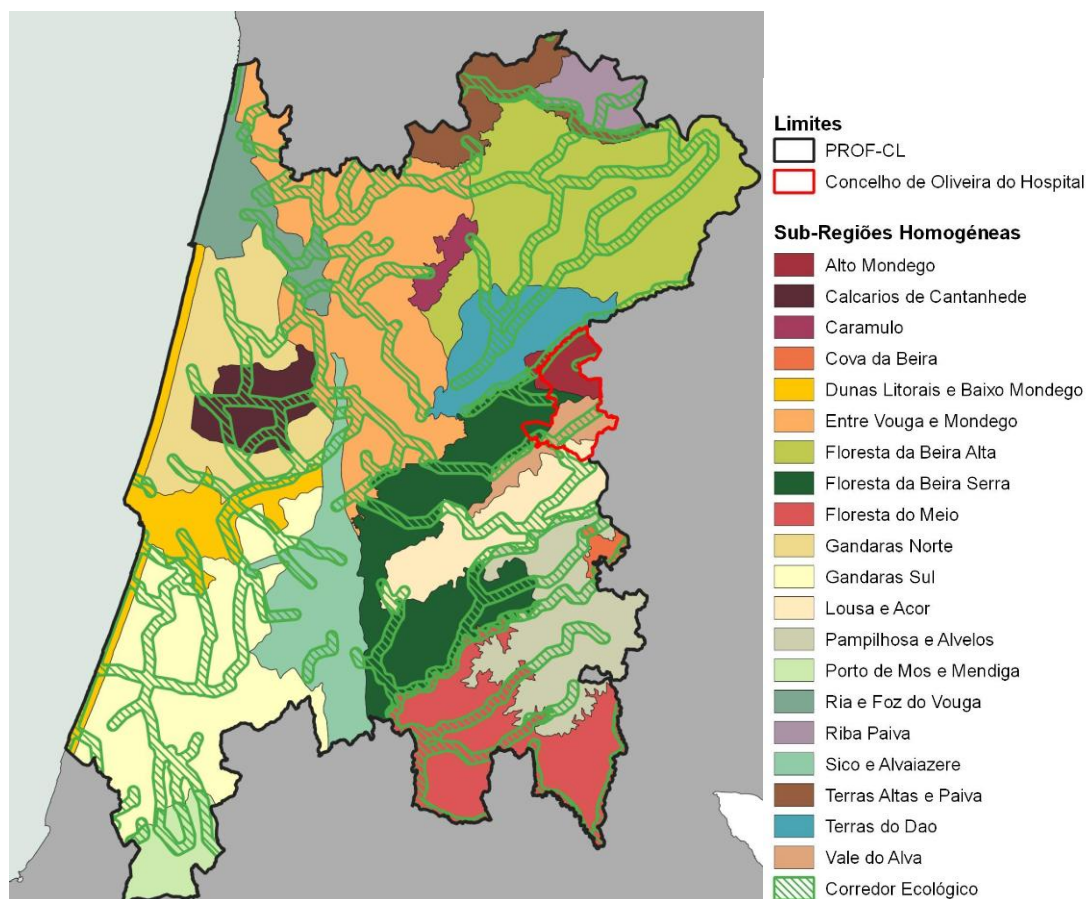 Limites
PROF-CL
Concelho de Oliveira do Hospital
Sub-Regiões Homogéneas
Alto Mondego
Calcarios de Cantanhede
Caramulo
Cova da Beira
Dunas Litorais e Baixo Mondego
Entre Vouga e Mondego
Floresta da Beira Alta
Floresta da Beira Serra
Floresta do Meio
Gandaras Norte
Gandaras Sul
Lousa e Acor
Pampilhosa e Alvelos
Porto de Mos e Mendiga
Ria e Foz do Vouga
Riba Paiva
Sico e Alvaiazere
Terras Altas e Paiva
Terras do Dao
Vale do Alva
Corredor Ecológico